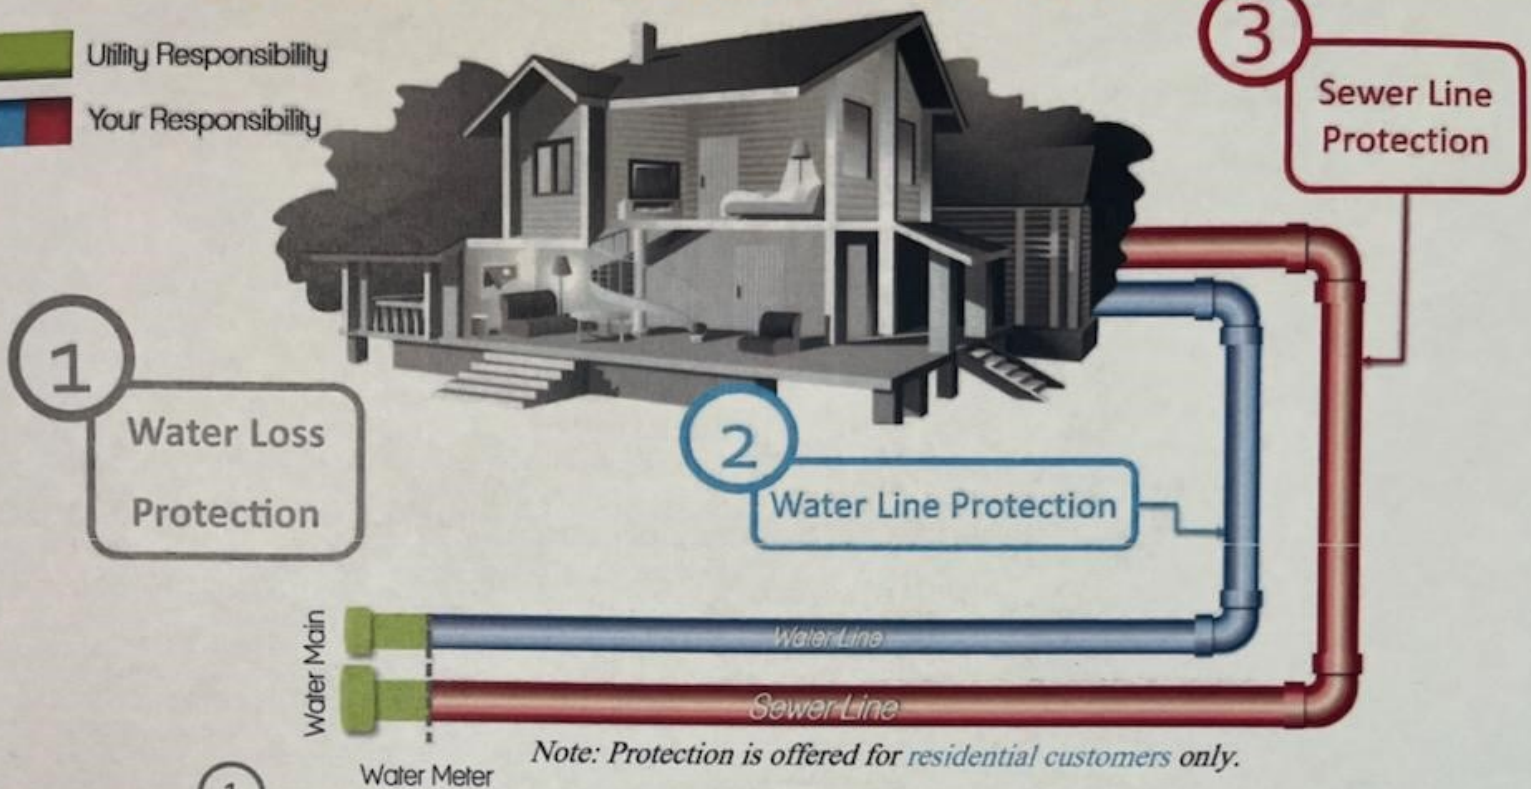 Utility Responsibility
Your Responsibility
3
Sewer Line
Protection
1
Water Loss
Protection
2
Water Line Protection
Water Main
Water Line
Sewer Line
Note: Protection is offered for residential customers only.
Water Meter
1